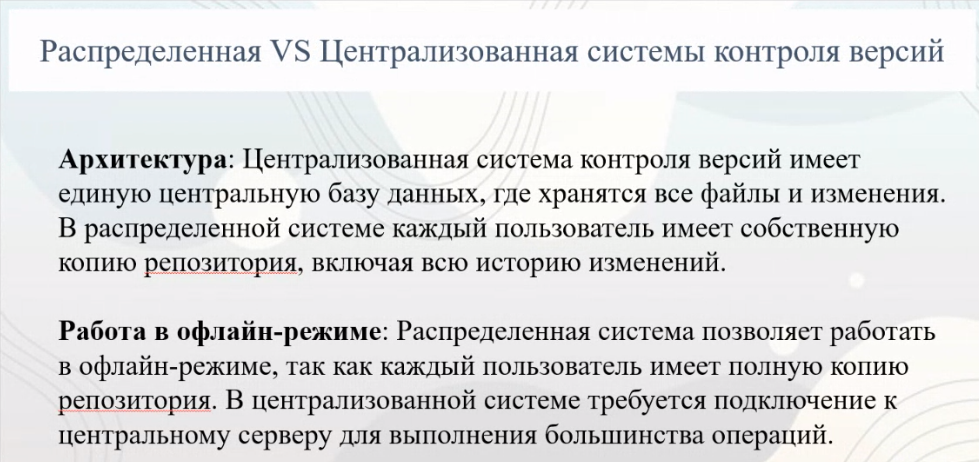 Распределенная VS Централизованная системы контроля версий
Архитектура: Централизованная система контроля версий имеет
единую центральную базу данных, где хранятся все файлы и изменения.
В распределенной системе каждый пользователь имеет собственную
копию репозитория, включая всю историю изменений.
Работа в офлайн-режиме: Распределенная система позволяет работать
в офлайн-режиме, так как каждый пользователь имеет полную копию
репозитория. В централизованной системе требуется подключение к
центральному серверу для выполнения большинства операций.